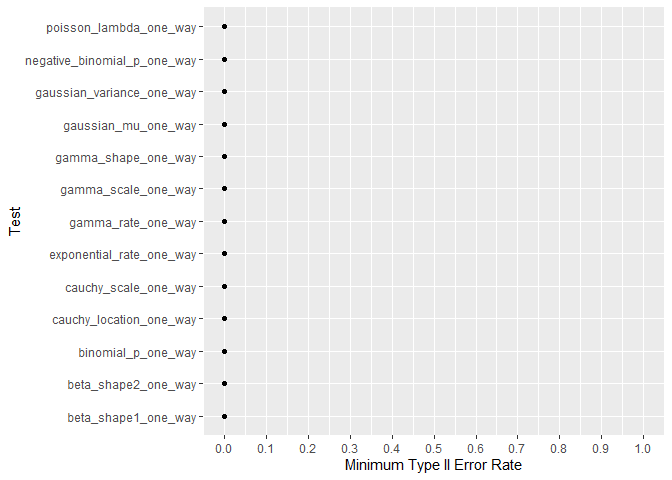 poisson_lambda_one_way
negative_binomial_p_one_way
gaussian_variance_one_way
gaussian_mu_one_way
gamma_shape_one_way
gamma_scale_one_way
gamma_rate_one_way
exponential_rate_one_way
cauchy_scale_one_way
cauchy_location_one_way
binomial_p_one_way
beta_shape2_one_way
beta_shape1_one_way
Test
0.0 0.1 0.2 0.3 0.4 0.5 0.6 0.7 0.8 0.9 1.0
Minimum Type II Error Rate